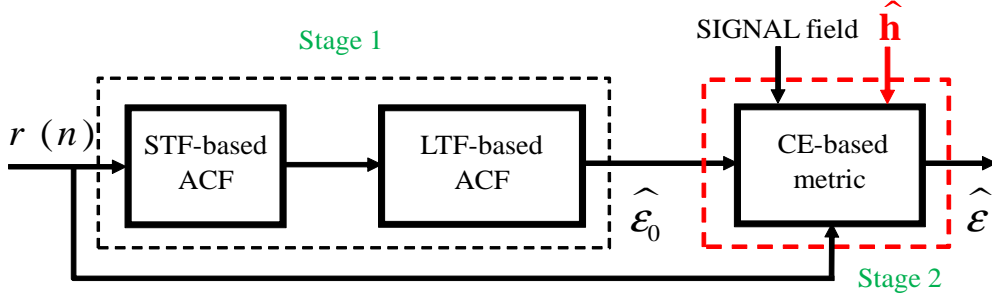 Stage 1
SIGNAL field
ĥ
r (n)
STF-based
ACF
LTF-based
ACF
CE-based
metric
ε̂₀
ε̂
Stage 2